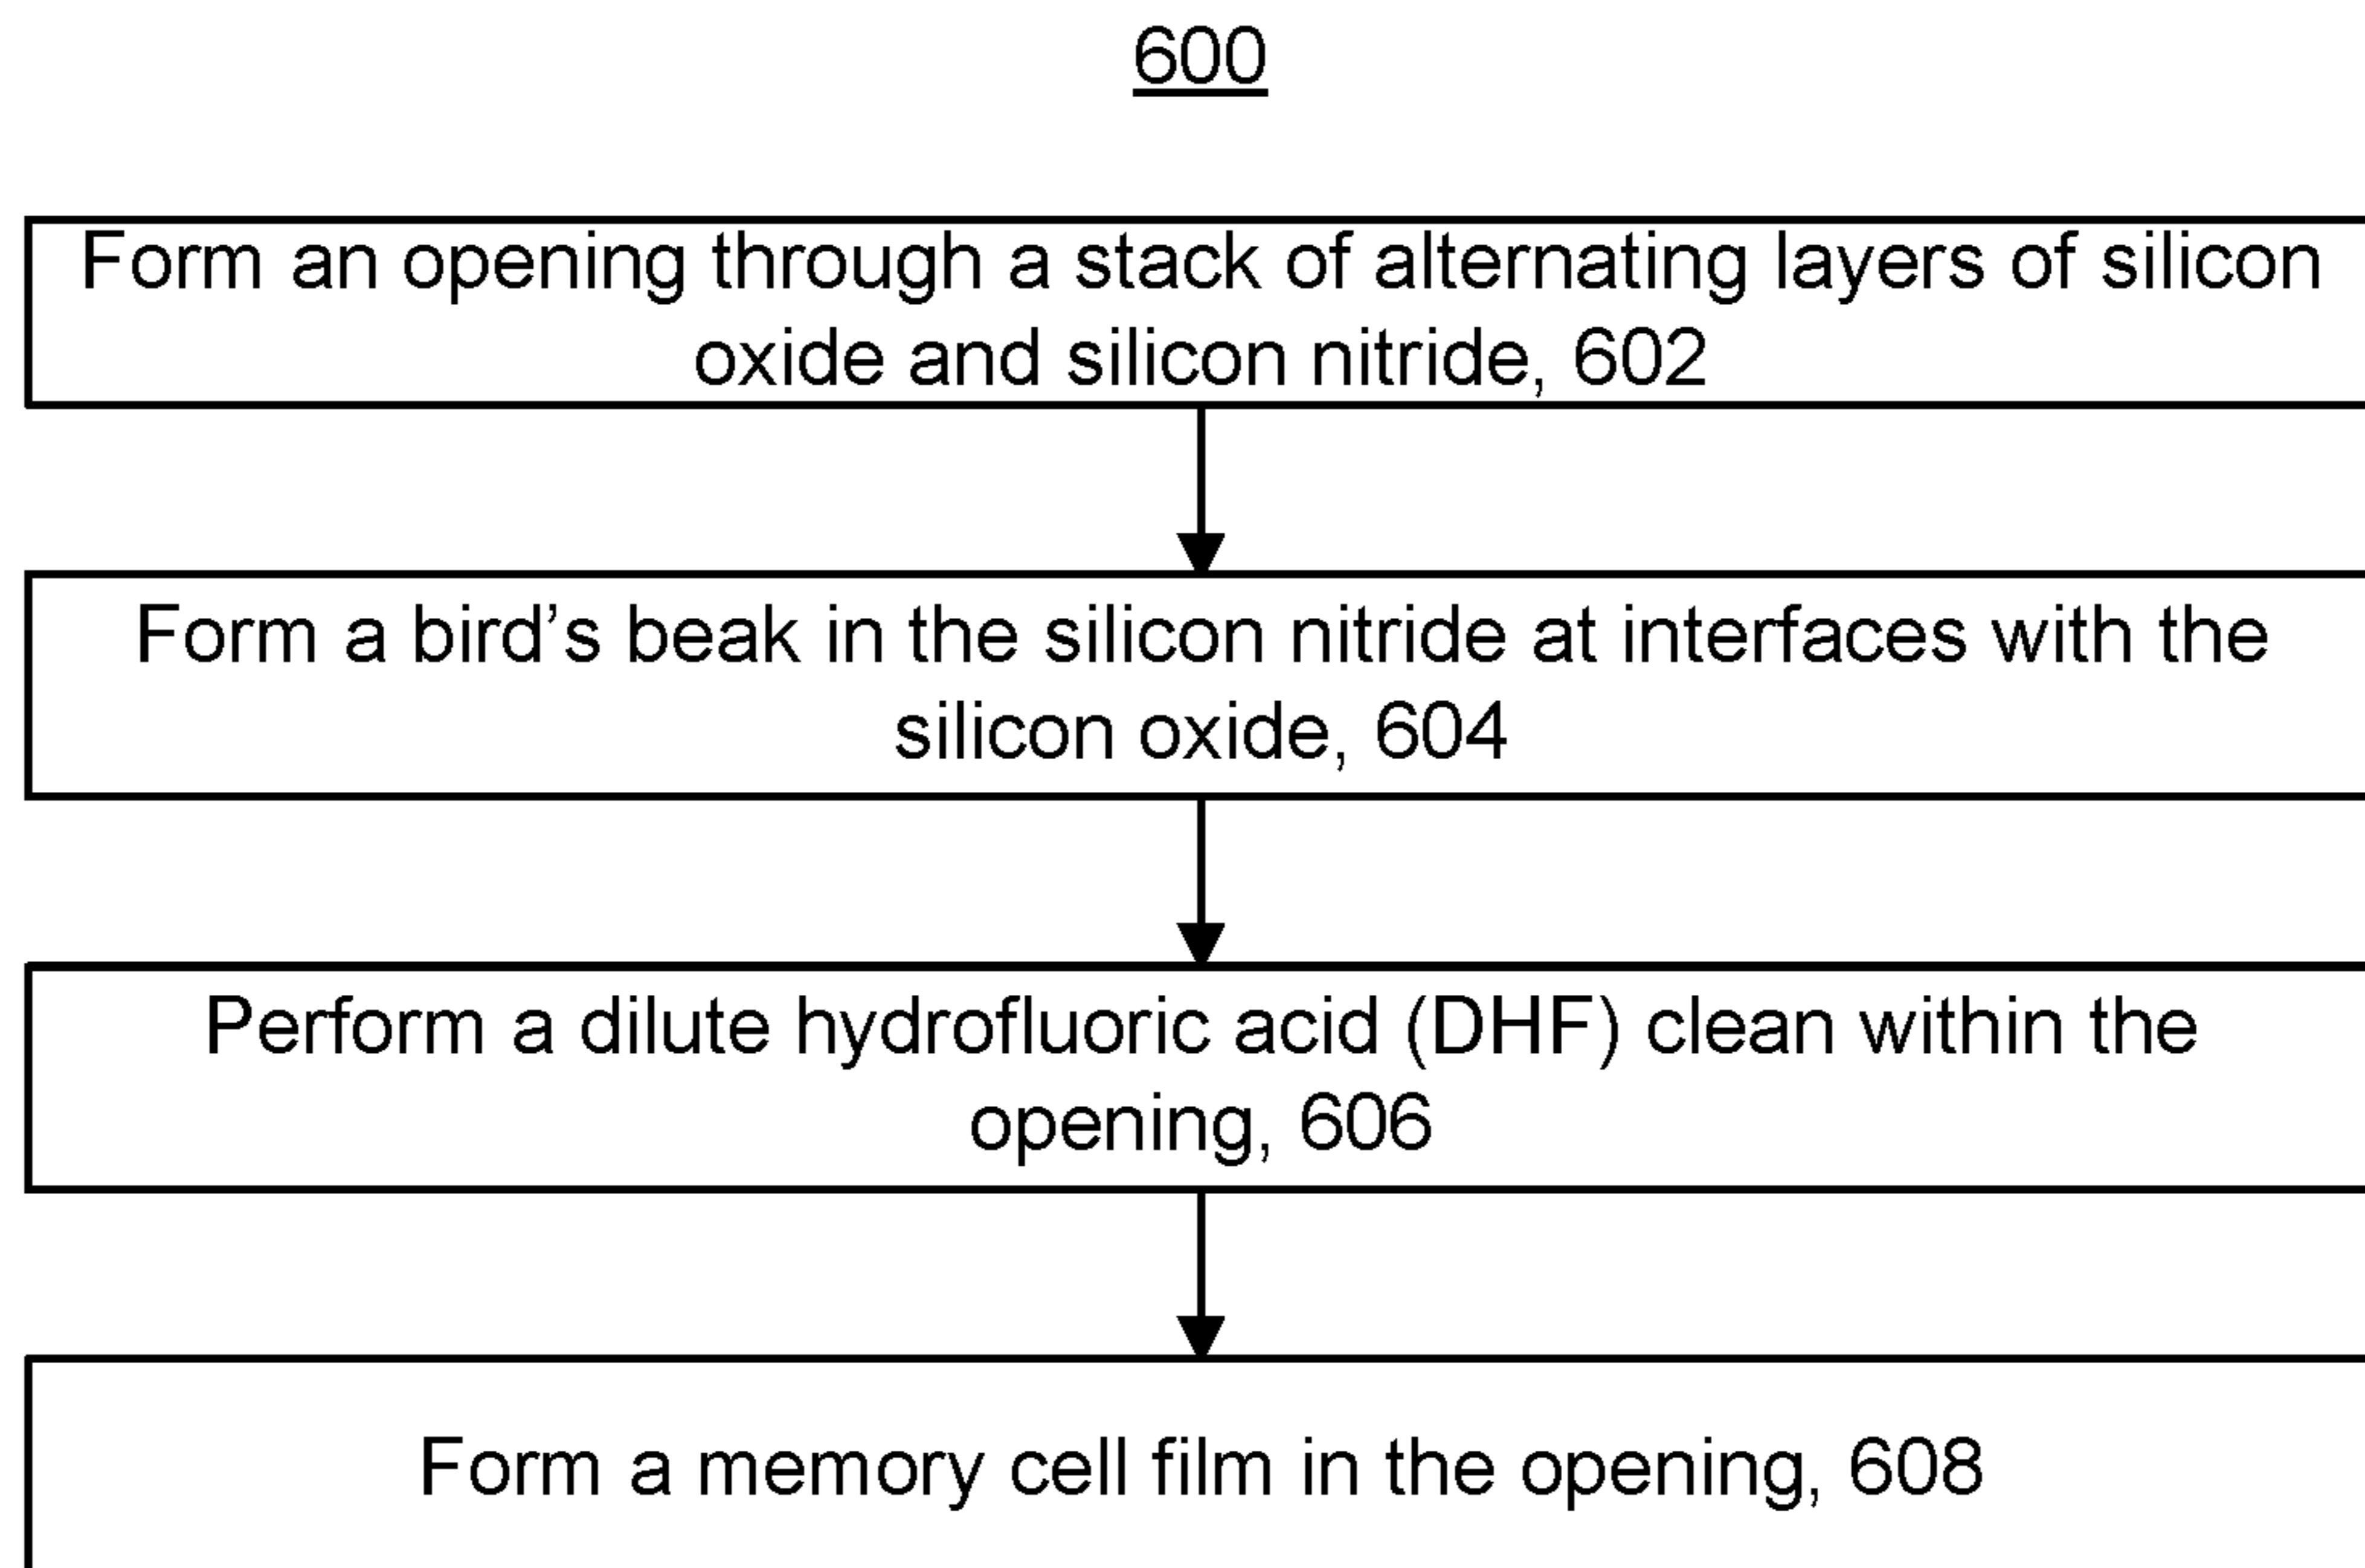 600
Form an opening through a stack of alternating layers of silicon
oxide and silicon nitride, 602
Form a bird’s beak in the silicon nitride at interfaces with the
silicon oxide, 604
Perform a dilute hydrofluoric acid (DHF) clean within the
opening, 606
Form a memory cell film in the opening, 608